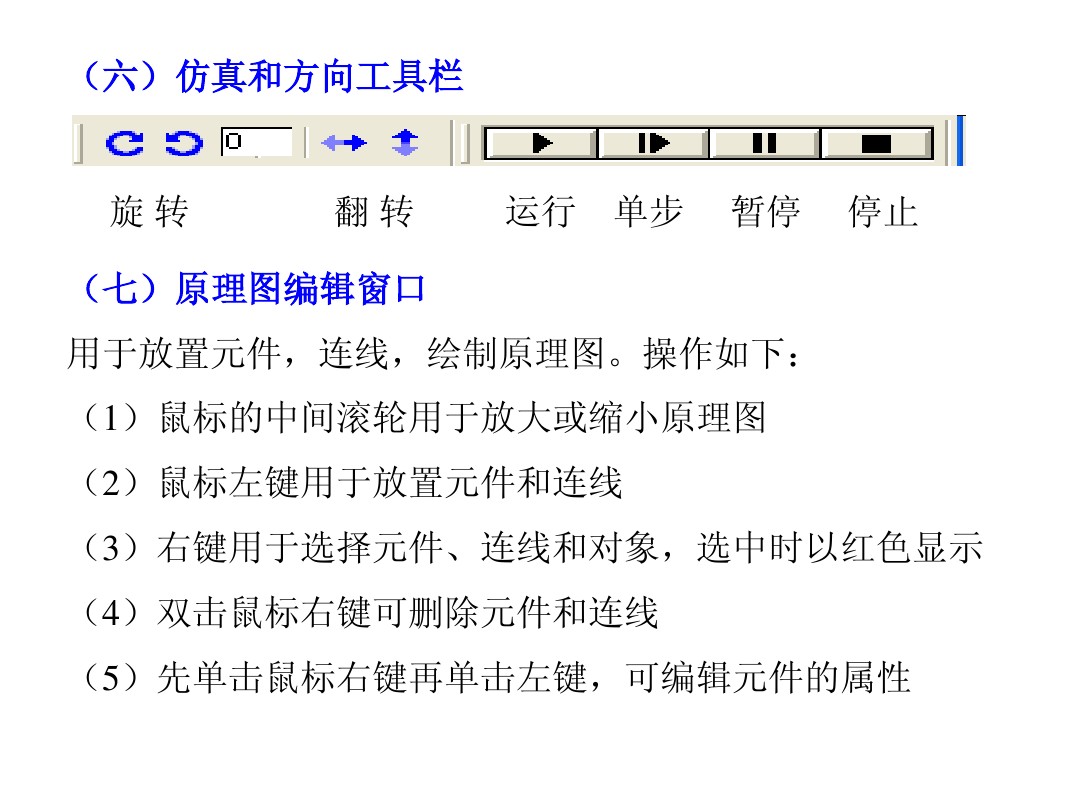 （六）仿真和方向工具栏
0
旋 转 翻 转 运行 单步 暂停 停止
（七）原理图编辑窗口
用于放置元件，连线，绘制原理图。操作如下：
（1）鼠标的中间滚轮用于放大或缩小原理图
（2）鼠标左键用于放置元件和连线
（3）右键用于选择元件、连线和对象，选中时以红色显示
（4）双击鼠标右键可删除元件和连线
（5）先单击鼠标右键再单击左键，可编辑元件的属性